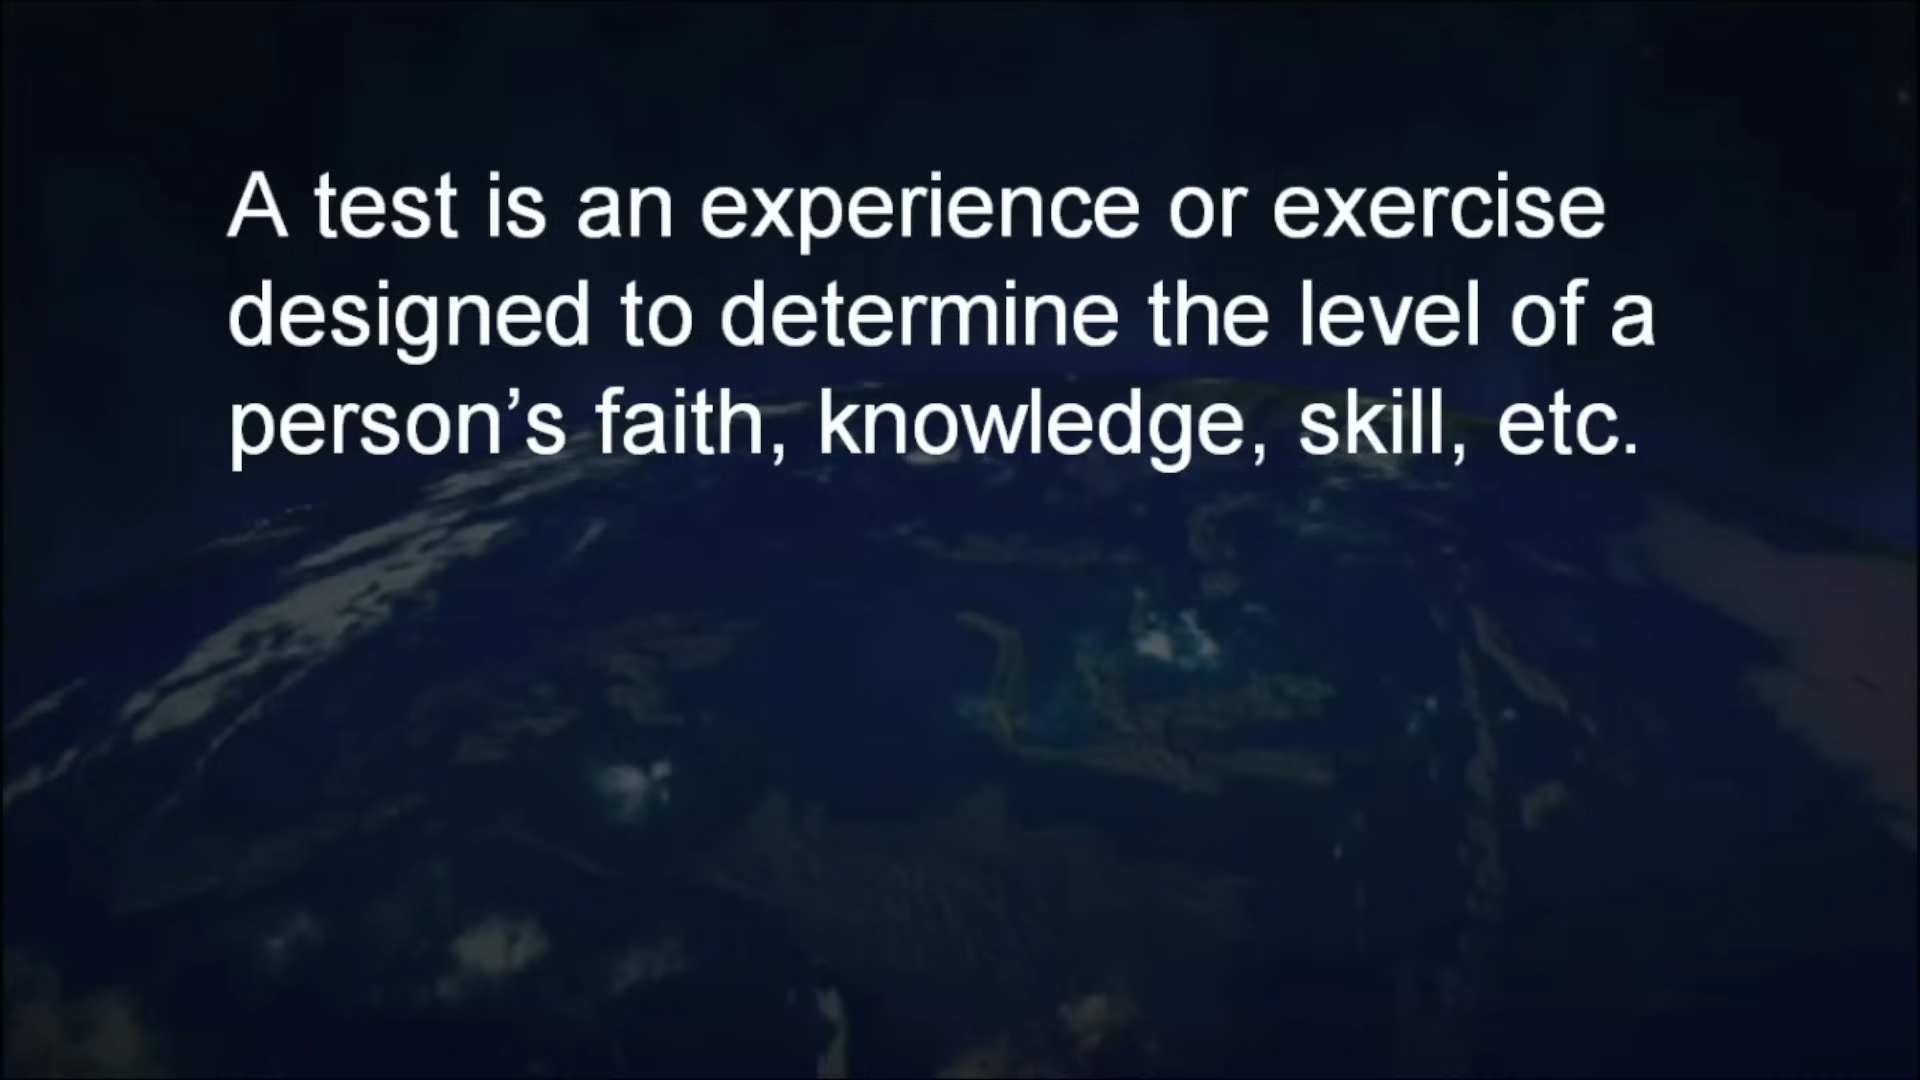 A test is an experience or exercise
designed to determine the level of a
person’s faith, knowledge, skill, etc.